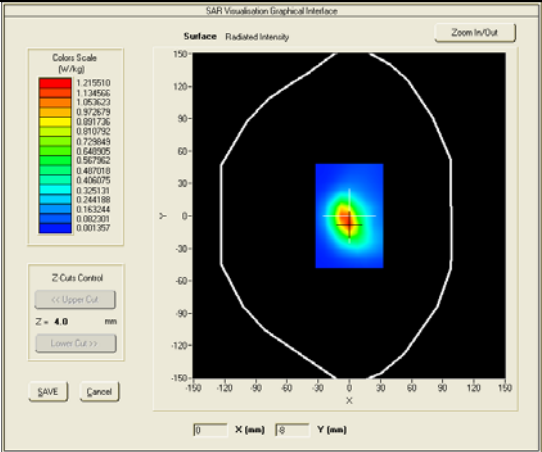 SAR Visualisation Graphical Interface
Surface Radiated Intensity
Zoom In/Out
Colors Scale
(W/kg)
1.215510
1.134566
1.053623
0.972679
0.891736
0.810792
0.729849
0.648905
0.567962
0.487018
0.406075
0.325131
0.244188
0.163244
0.082301
0.001357
Z-Cuts Control
<< Upper Cut
Z = 4.0 mm
Lower Cut >>
SAVE Cancel
150
120
90
60
30
0
-30
-60
-90
-120
-150
Y
-150 -120 -90 -60 -30 0 30 60 90 120 150
X
0 X (mm) -8 Y (mm)